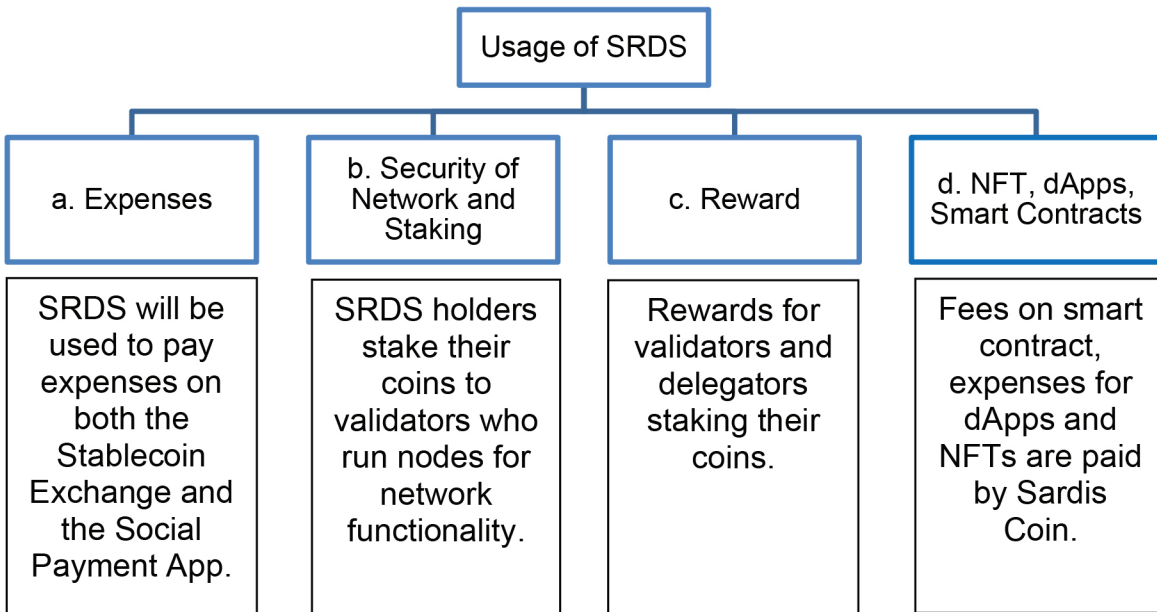 Usage of SRDS
a. Expenses
b. Security of
Network and
Staking
c. Reward
d. NFT, dApps,
Smart Contracts
SRDS will be
used to pay
expenses on
both the
Stablecoin
Exchange and
the Social
Payment App.
SRDS holders
stake their
coins to
validators who
run nodes for
network
functionality.
Rewards for
validators and
delegators
staking their
coins.
Fees on smart
contract,
expenses for
dApps and
NFTs are paid
by Sardis
Coin.